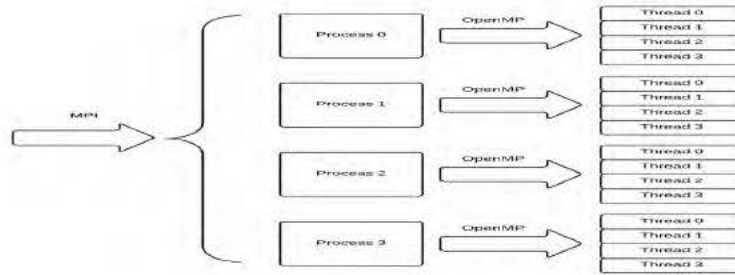 MPI
Process 0
OpenMP
Thread 0
Thread 1
Thread 2
Thread 3
Process 1
OpenMP
Thread 0
Thread 1
Thread 2
Thread 3
Process 2
OpenMP
Thread 0
Thread 1
Thread 2
Thread 3
Process 3
OpenMP
Thread 0
Thread 1
Thread 2
Thread 3